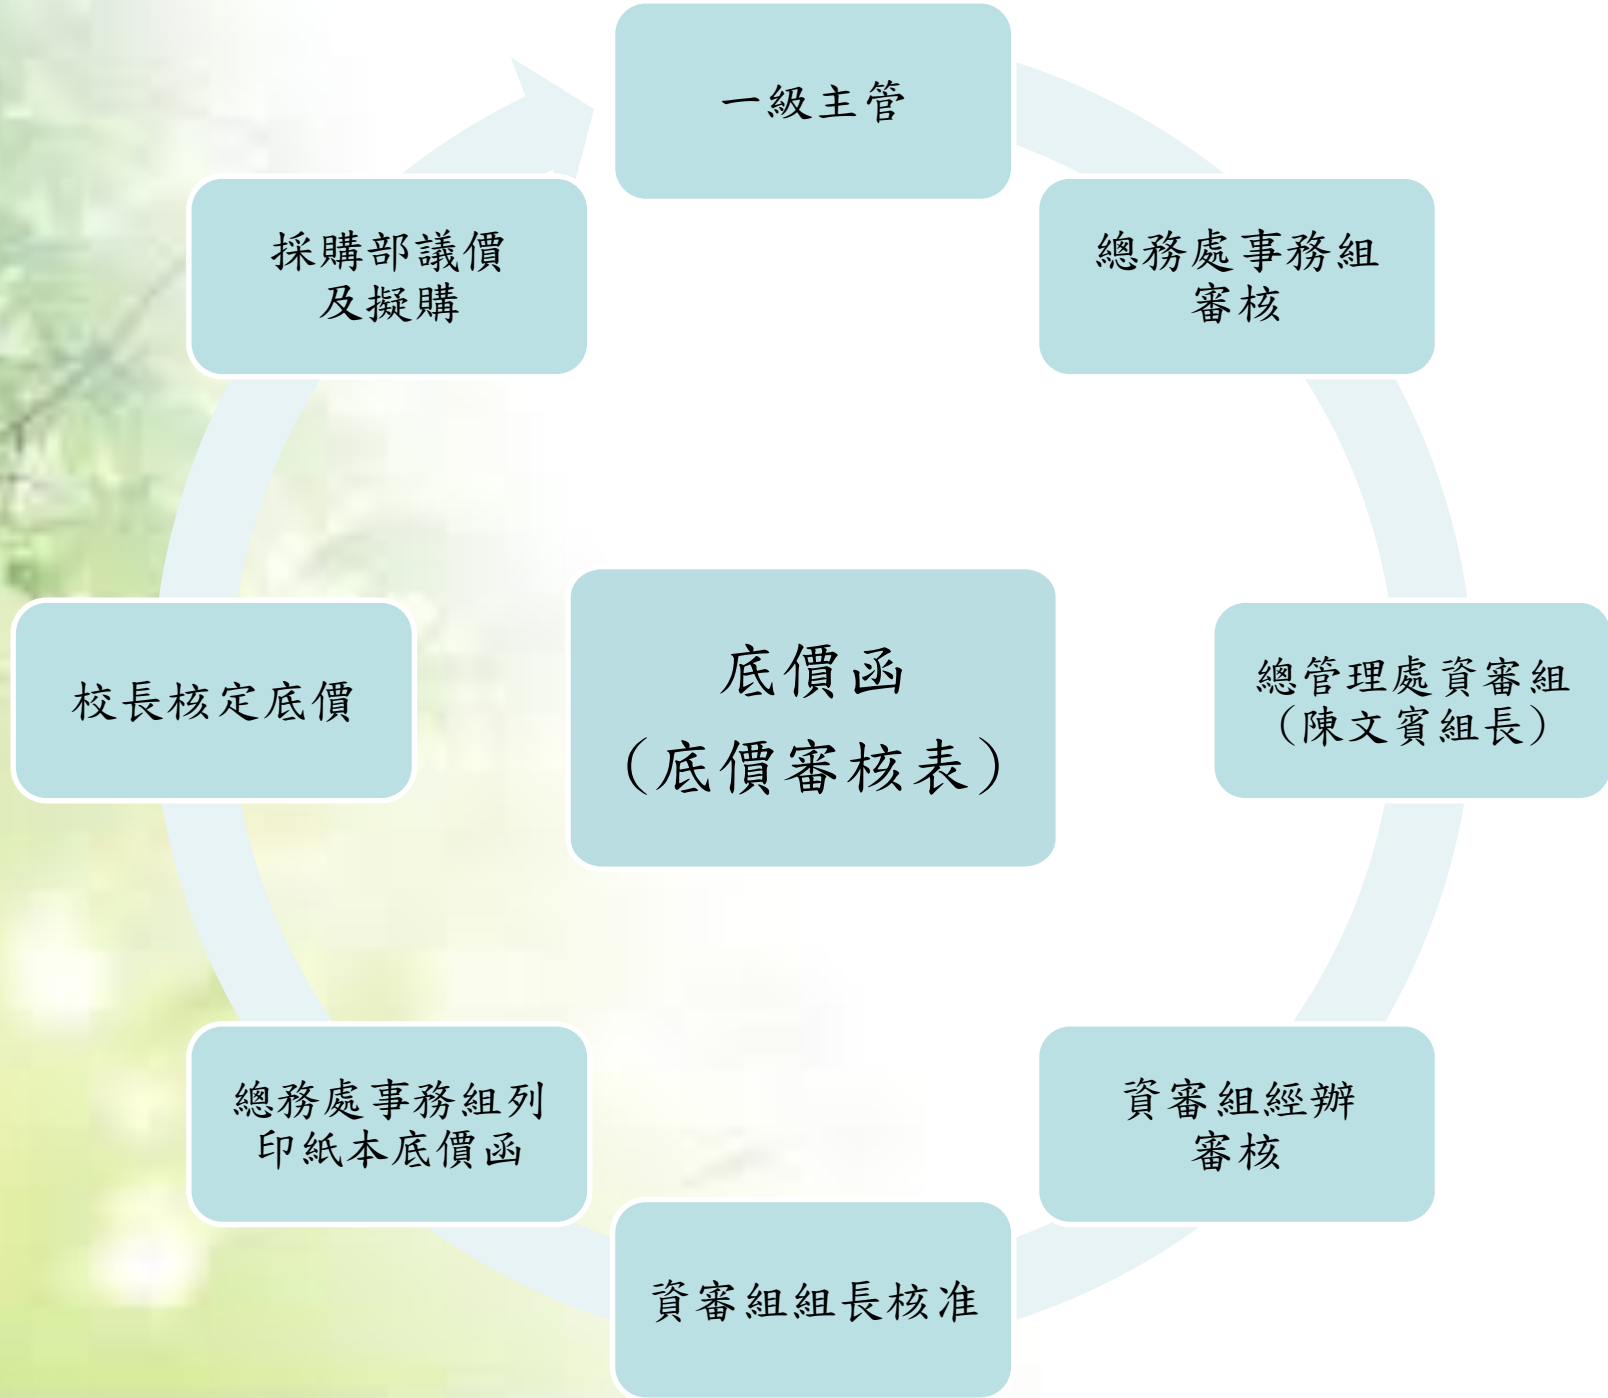 一級主管
總務處事務組
審核
總管理處資審組
（陳文賓組長）
資審組經辦
審核
資審組組長核准
總務處事務組列
印紙本底價函
校長核定底價
採購部議價
及擬購
底價函
（底價審核表）